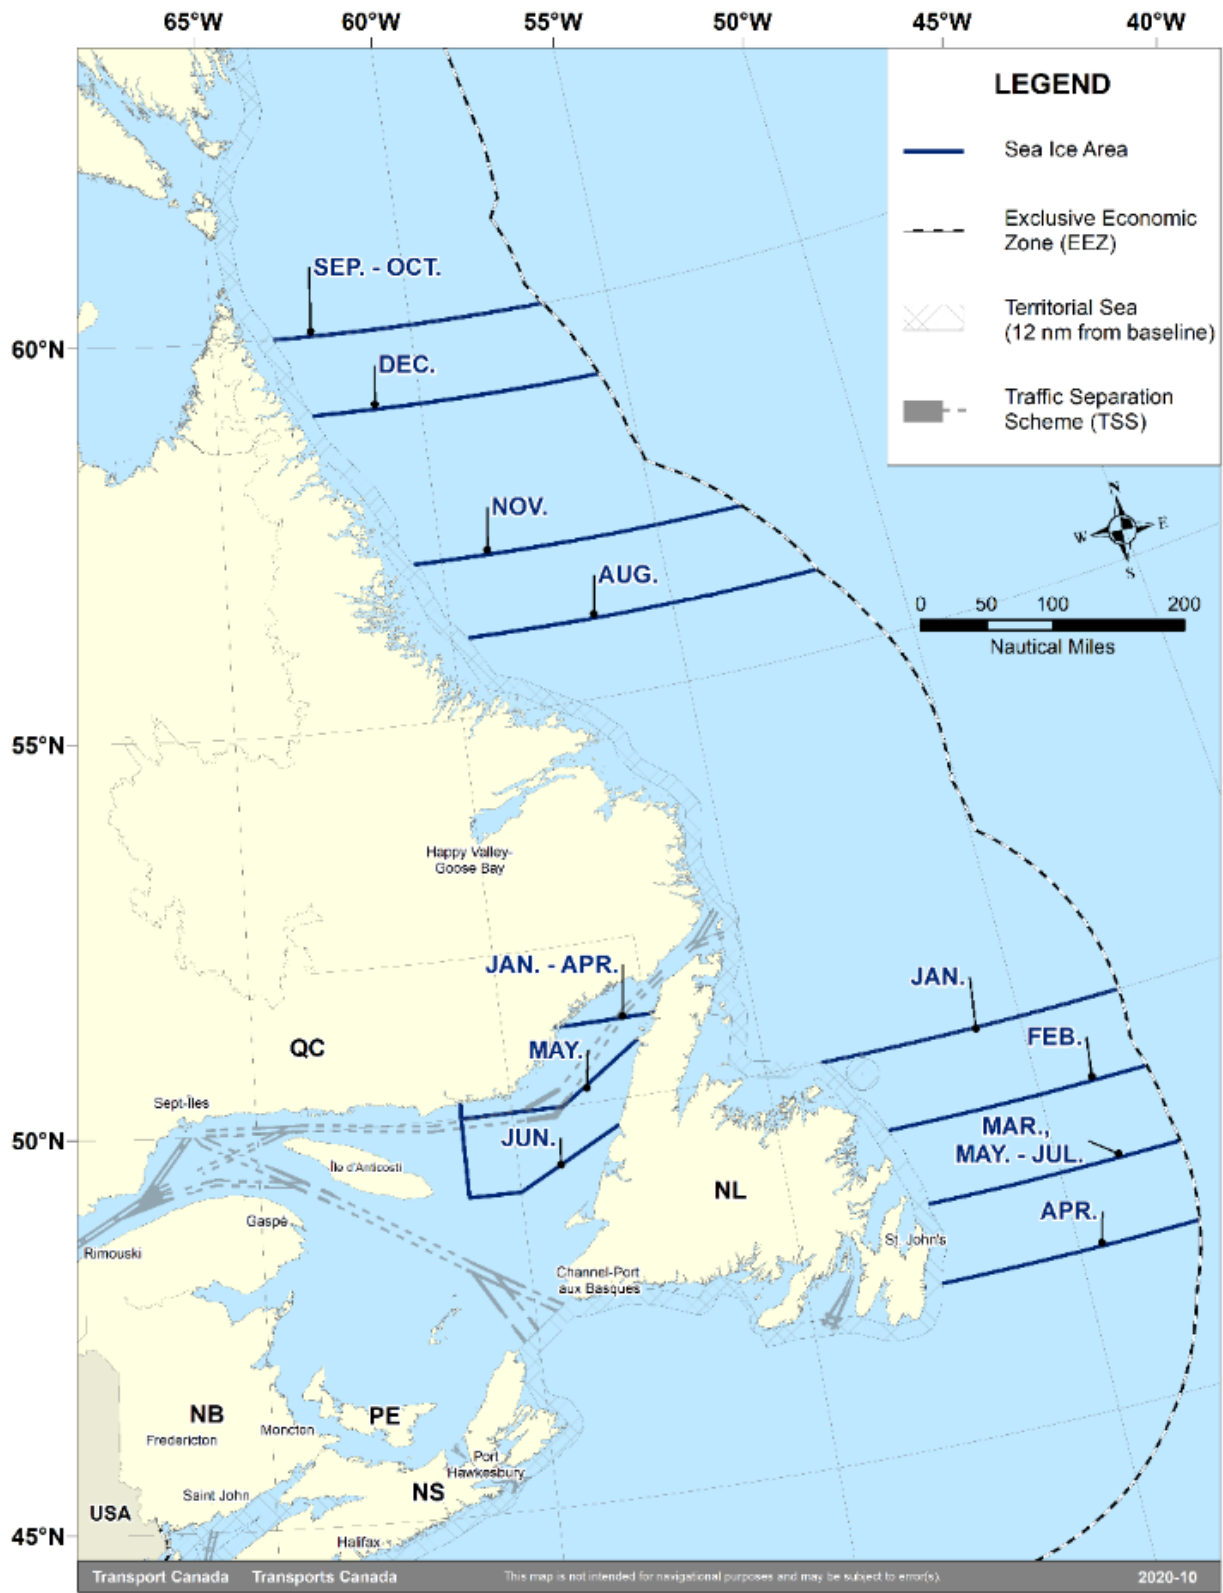 65°W 60°W 55°W 50°W 45°W 40°W
LEGEND
Sea Ice Area
Exclusive Economic
Zone (EEZ)
Territorial Sea
(12 nm from baseline)
Traffic Separation
Scheme (TSS)
SEP. - OCT.
60°N
DEC.
NOV.
N
W E
S
AUG.
0 50 100 200
Nautical Miles
55°N
Happy Valley-
Goose Bay
JAN. - APR.
JAN.
FEB.
QC
MAY.
Sept-Îles
50°N
JUN.
MAR.,
MAY. - JUL.
Île d'Anticosti
NL
APR.
Gaspé
St. John's
Rimouski
Channel-Port
aux Basques
NB
PE
Fredericton
Moncton
Port
Hawkesbury
NS
Saint John
USA
45°N
Halifax
Transport Canada Transports Canada This map is not intended for navigational purposes and may be subject to error(s). 2020-10